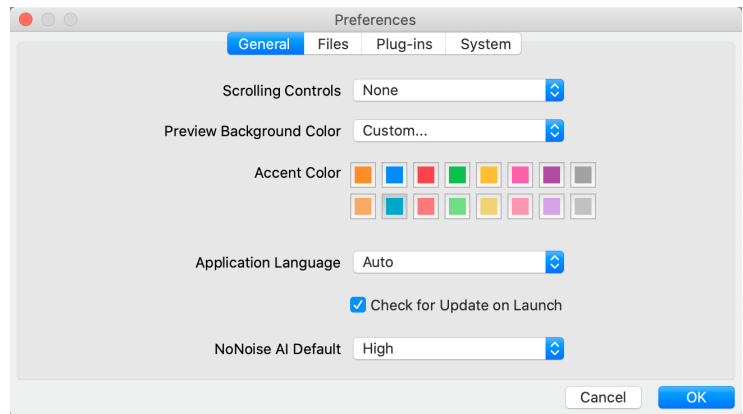 Preferences
General Files Plug-ins System
Scrolling Controls None
Preview Background Color Custom...
Accent Color
Application Language Auto
Check for Update on Launch
NoNoise AI Default High
Cancel OK